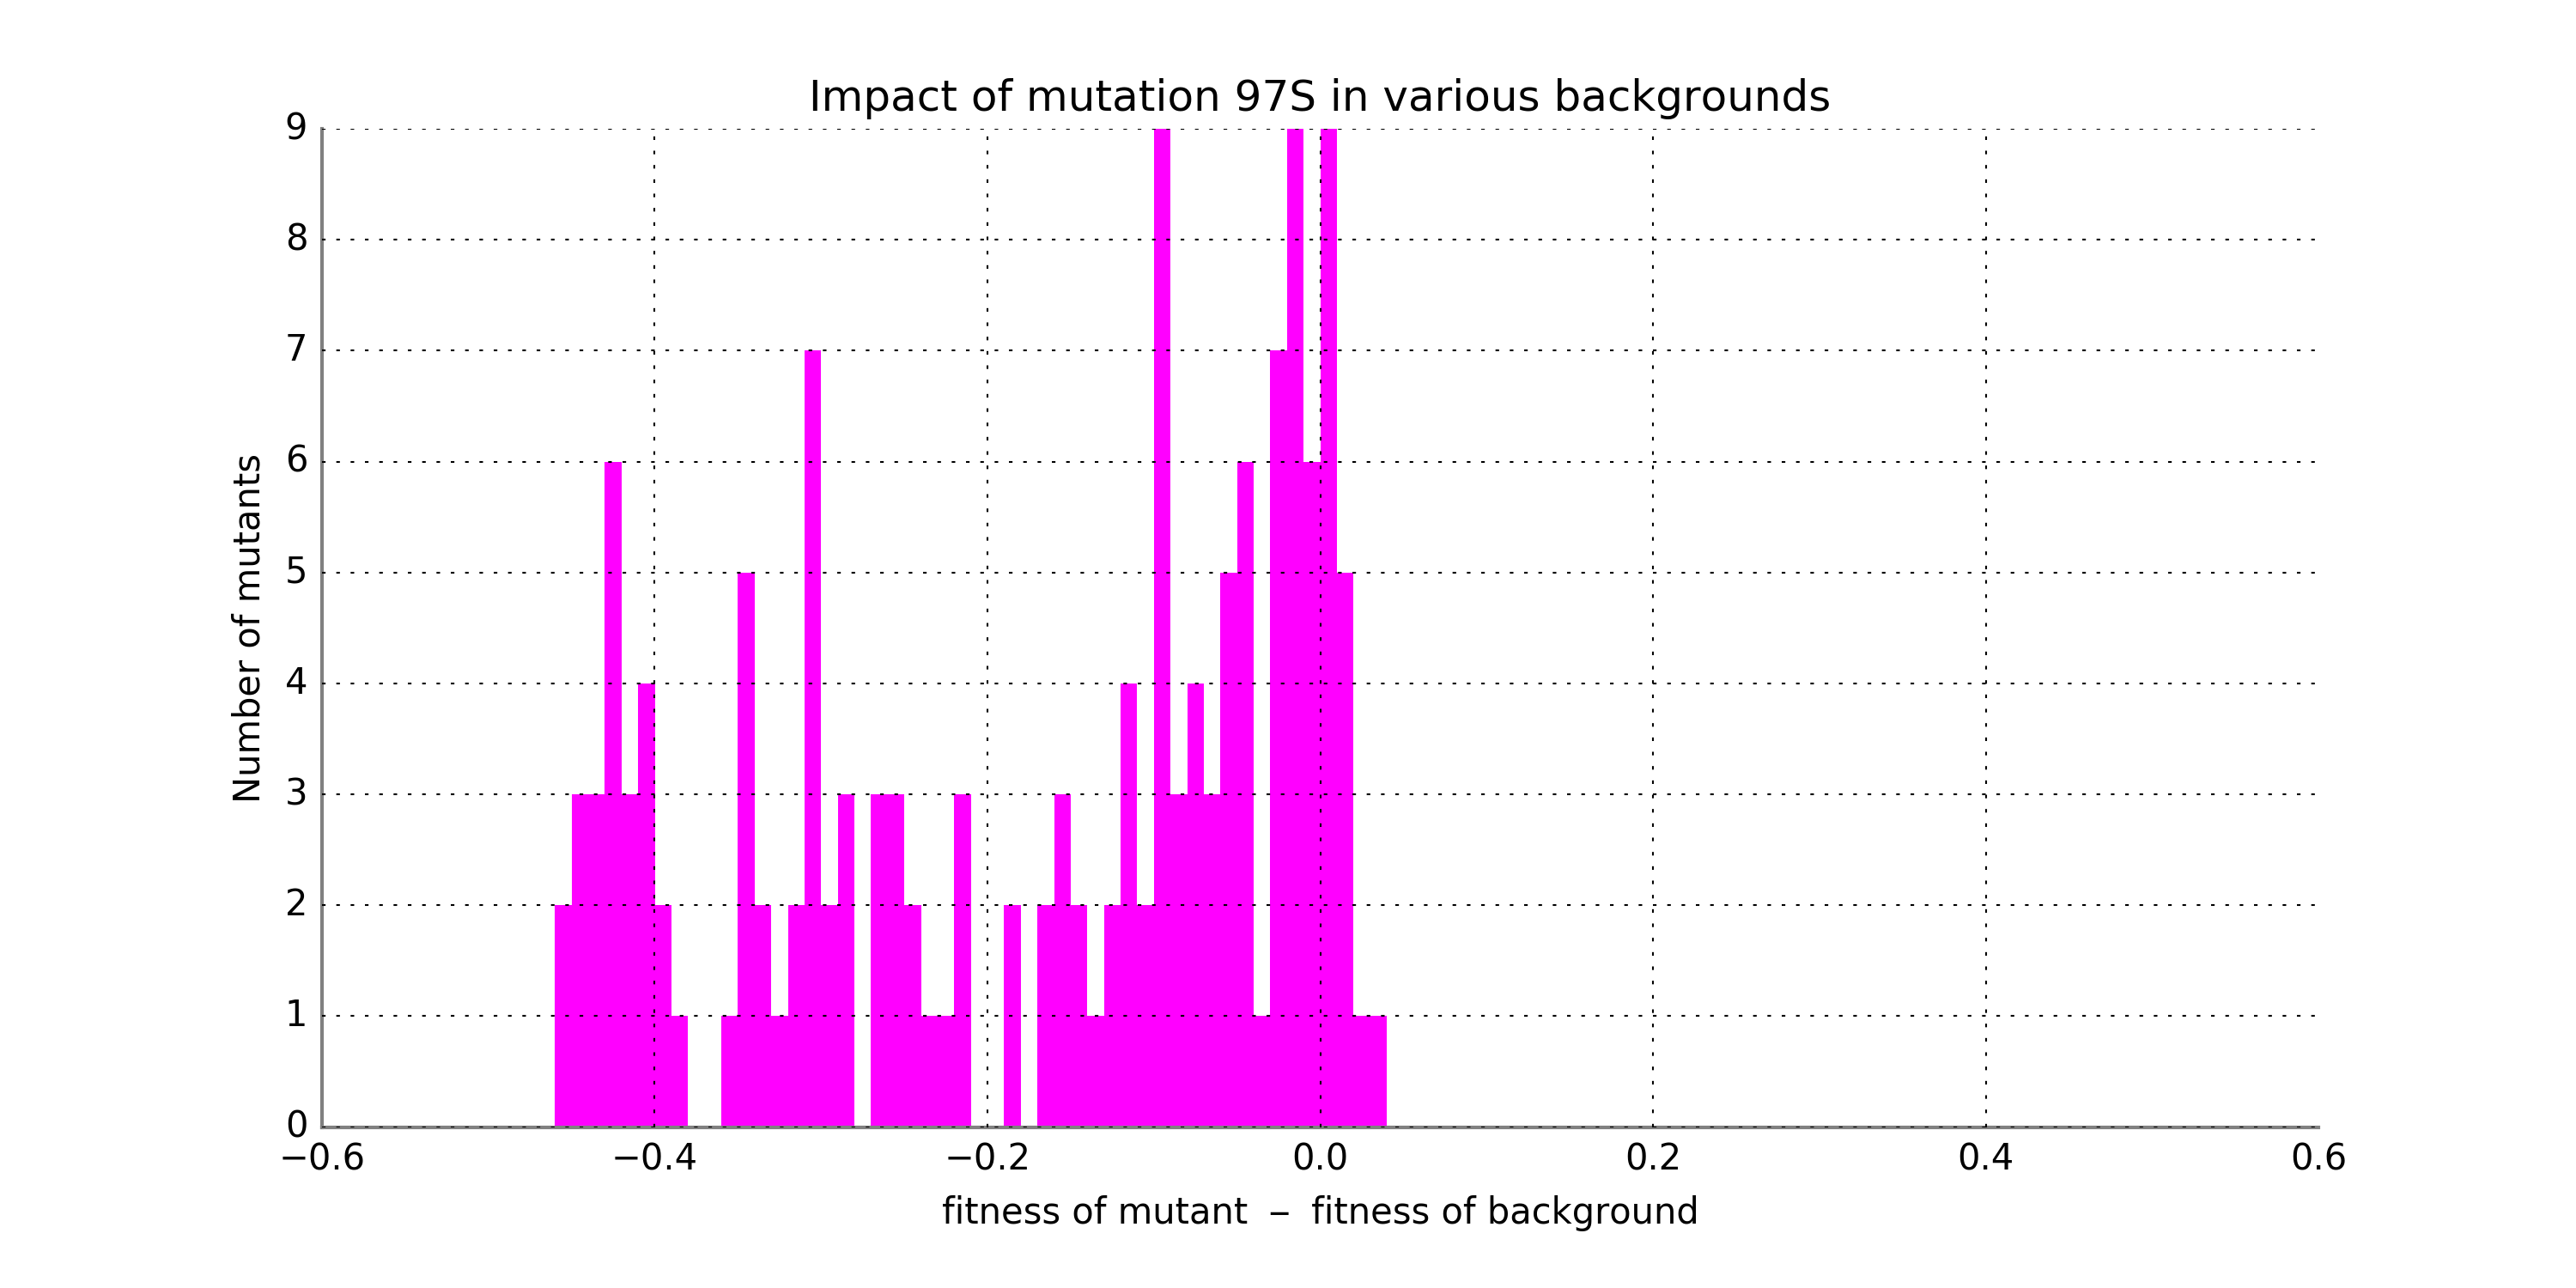 Impact of mutation 97S in various backgrounds
9
8
7
6
5
4
3
2
1
0
Number of mutants
−0.6 −0.4 −0.2 0.0 0.2 0.4 0.6
fitness of mutant − fitness of background